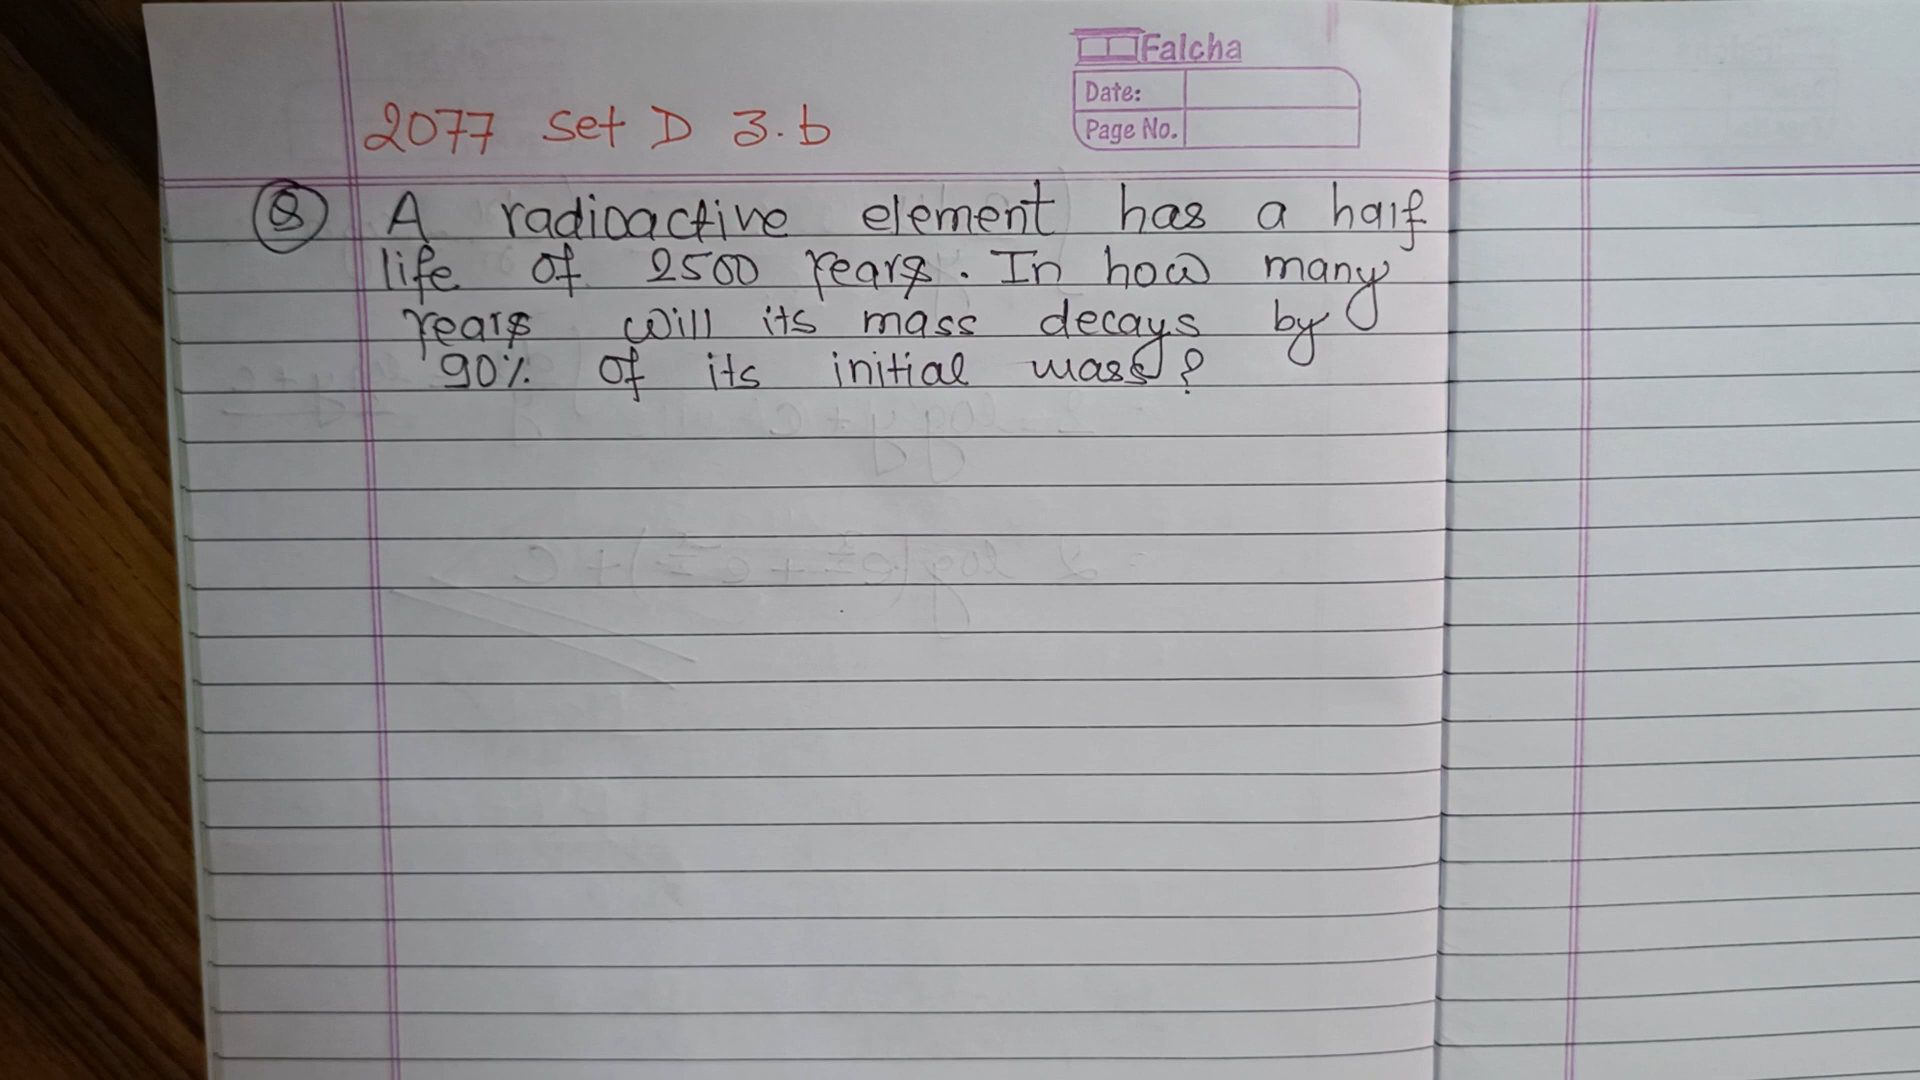 Falcha
Date:
Page No.
2077 set D 3.b
Q A radioactive element has a half
life of 2500 years. In how many
years will its mass decays by
90% of its initial mass?